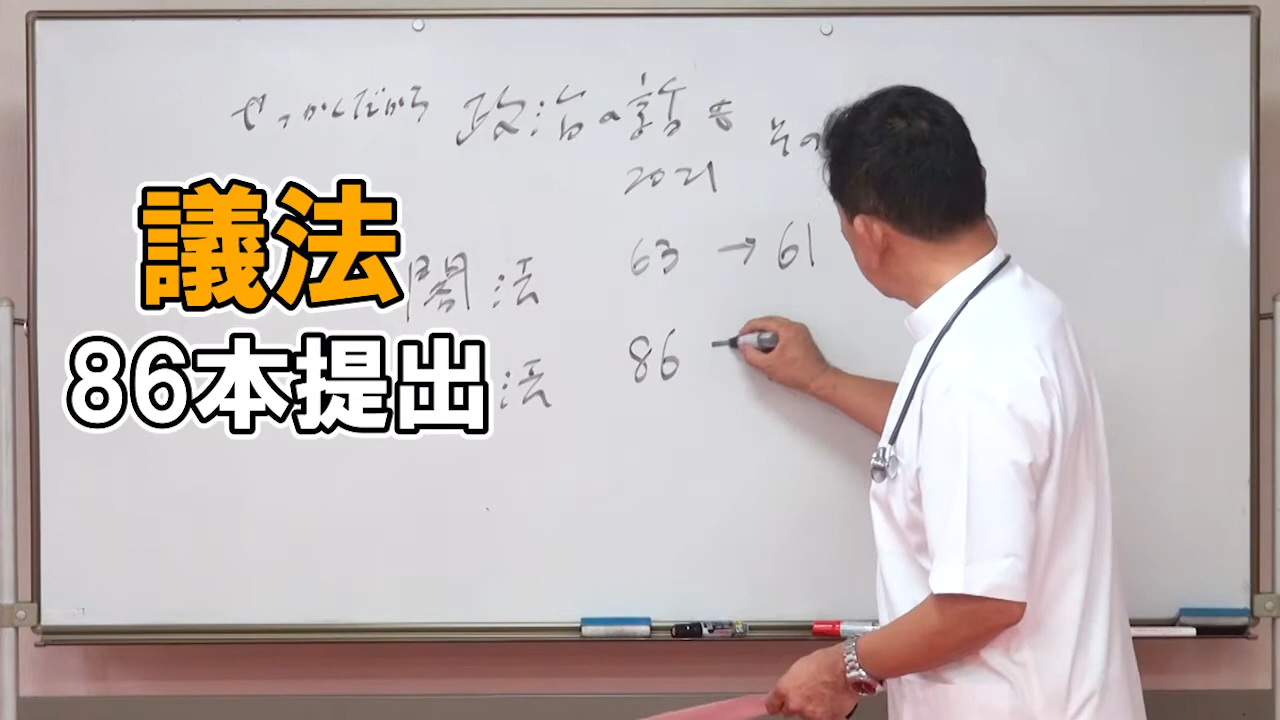 せっかくだから 政治の話を その
2021
閣法 63 → 61
議法
法 86
86本提出